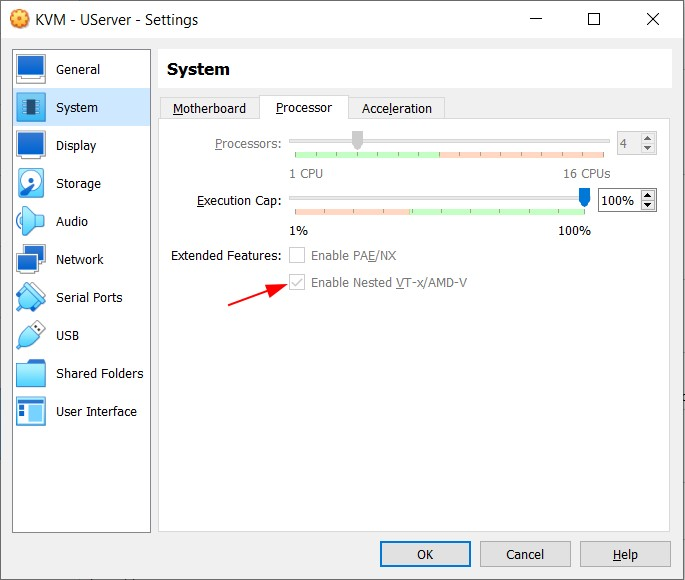 KVM - UServer - Settings
General
System
Display
Storage
Audio
Network
Serial Ports
USB
Shared Folders
User Interface
System
Motherboard
Processor
Acceleration
Processors:
4
1 CPU
16 CPUs
Execution Cap:
100%
1%
100%
Extended Features:
Enable PAE/NX
Enable Nested VT-x/AMD-V
OK
Cancel
Help